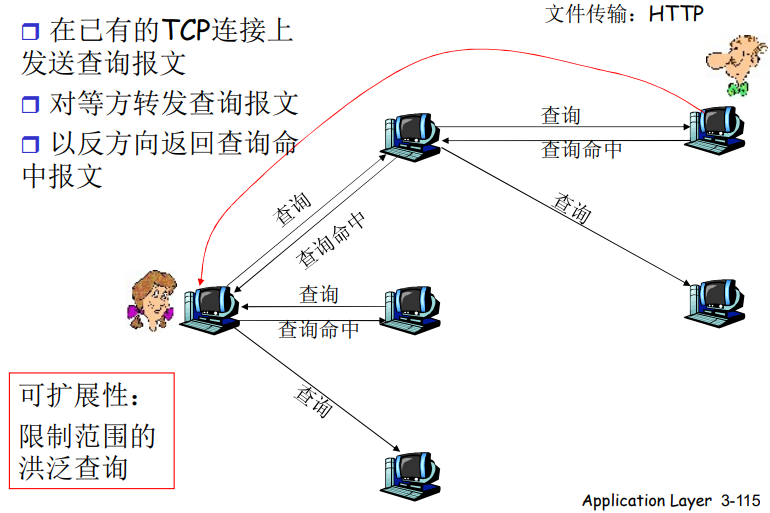 文件传输：HTTP
在已有的TCP连接上
发送查询报文
对等方转发查询报文
以反方向返回查询命
中报文
查询
查询命中
查询
查询
查询命中
查询
查询命中
查询
可扩展性：
限制范围的
洪泛查询
Application Layer 3-115